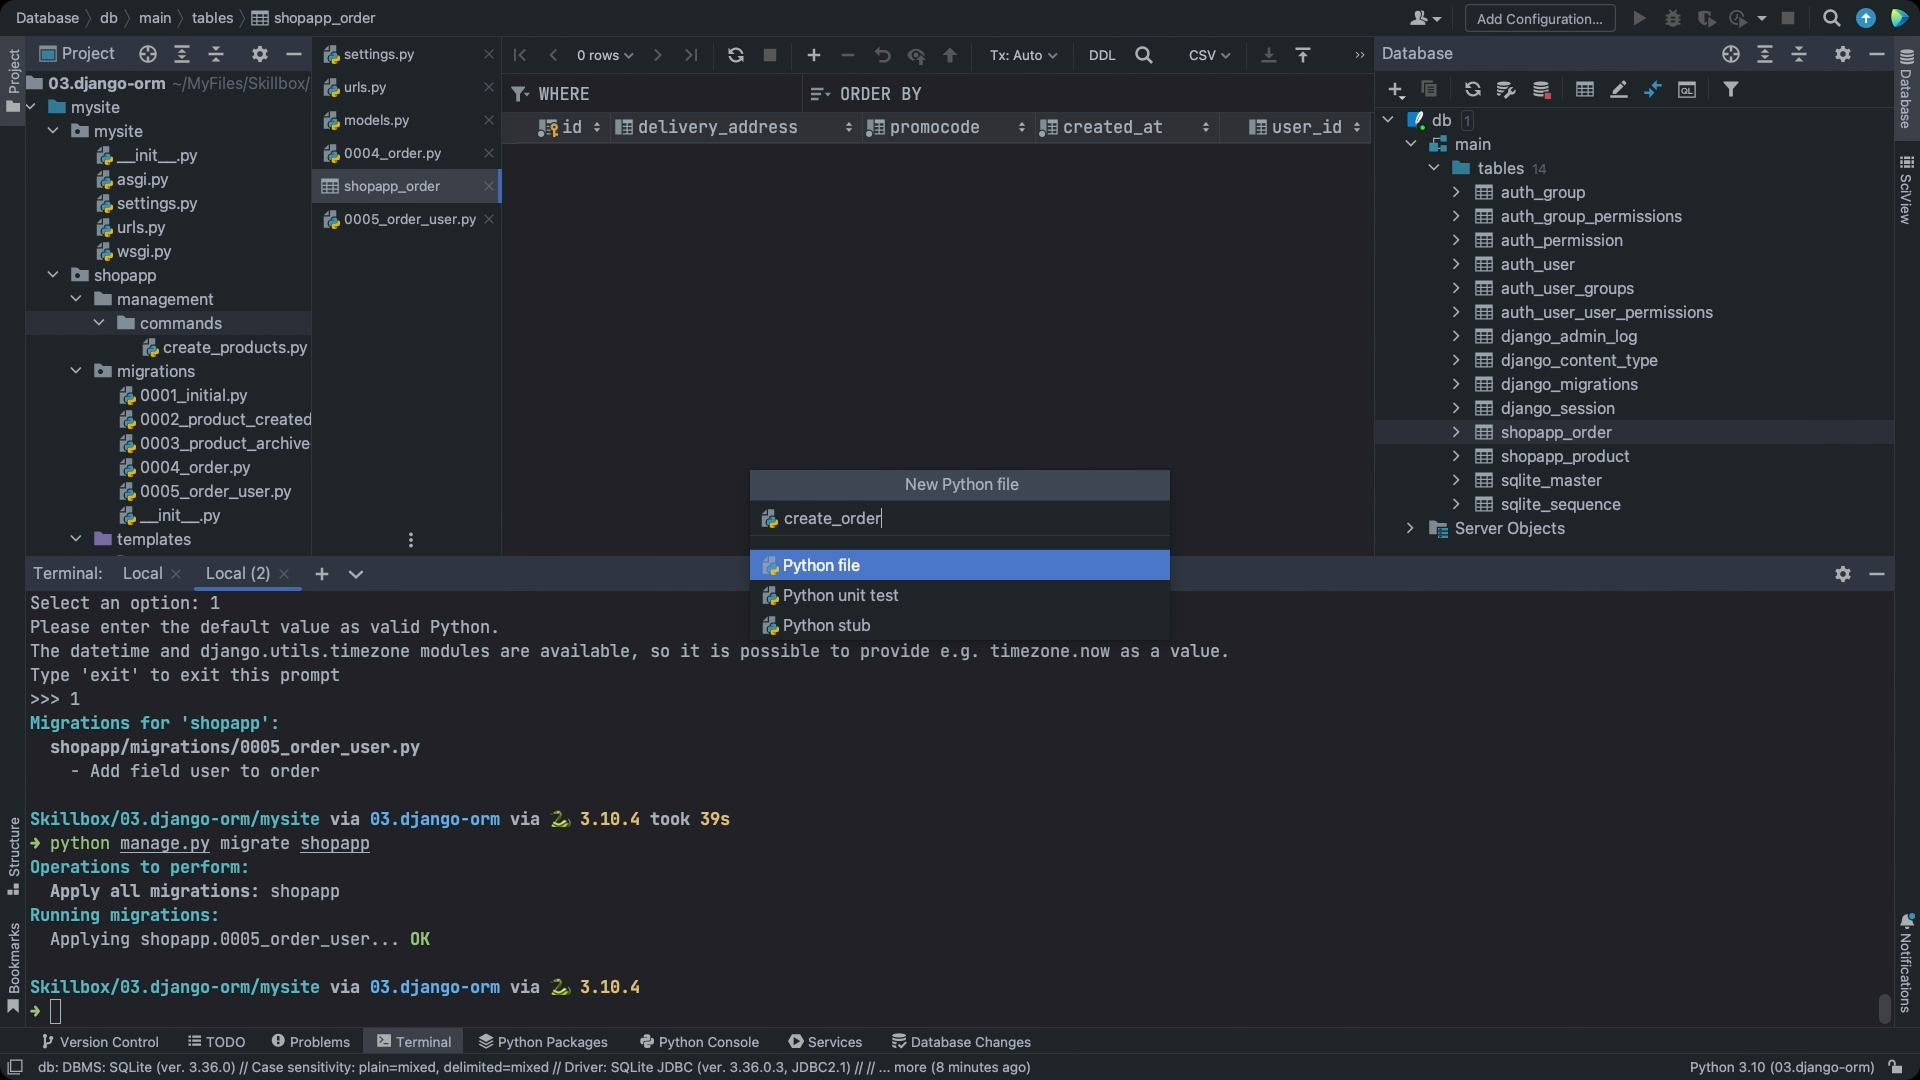 Database
db
main
tables
shopapp_order
Add Configuration...
Project
Project
03.django-orm ~/MyFiles/Skillbox/
mysite
mysite
__init__.py
asgi.py
settings.py
urls.py
wsgi.py
shopapp
management
commands
create_products.py
migrations
0001_initial.py
0002_product_created
0003_product_archive
0004_order.py
0005_order_user.py
__init__.py
templates
settings.py
urls.py
models.py
0004_order.py
shopapp_order
0005_order_user.py
0 rows
Tx: Auto
DDL
CSV
WHERE
ORDER BY
id
delivery_address
promocode
created_at
user_id
Database
db 1
main
tables 14
auth_group
auth_group_permissions
auth_permission
auth_user
auth_user_groups
auth_user_user_permissions
django_admin_log
django_content_type
django_migrations
django_session
shopapp_order
shopapp_product
sqlite_master
sqlite_sequence
Server Objects
Database
SciView
New Python file
create_order
Python file
Python unit test
Python stub
Terminal:
Local
Local (2)
Select an option: 1
Please enter the default value as valid Python.
The datetime and django.utils.timezone modules are available, so it is possible to provide e.g. timezone.now as a value.
Type 'exit' to exit this prompt
>>> 1
Migrations for 'shopapp':
shopapp/migrations/0005_order_user.py
- Add field user to order
Skillbox/03.django-orm/mysite via 03.django-orm via 3.10.4 took 39s
→ python manage.py migrate shopapp
Operations to perform:
Apply all migrations: shopapp
Running migrations:
Applying shopapp.0005_order_user... OK
Skillbox/03.django-orm/mysite via 03.django-orm via 3.10.4
→
Structure
Bookmarks
Notifications
Version Control
TODO
Problems
Terminal
Python Packages
Python Console
Services
Database Changes
db: DBMS: SQLite (ver. 3.36.0) // Case sensitivity: plain=mixed, delimited=mixed // Driver: SQLite JDBC (ver. 3.36.0.3, JDBC2.1) // // ... more (8 minutes ago)
Python 3.10 (03.django-orm)